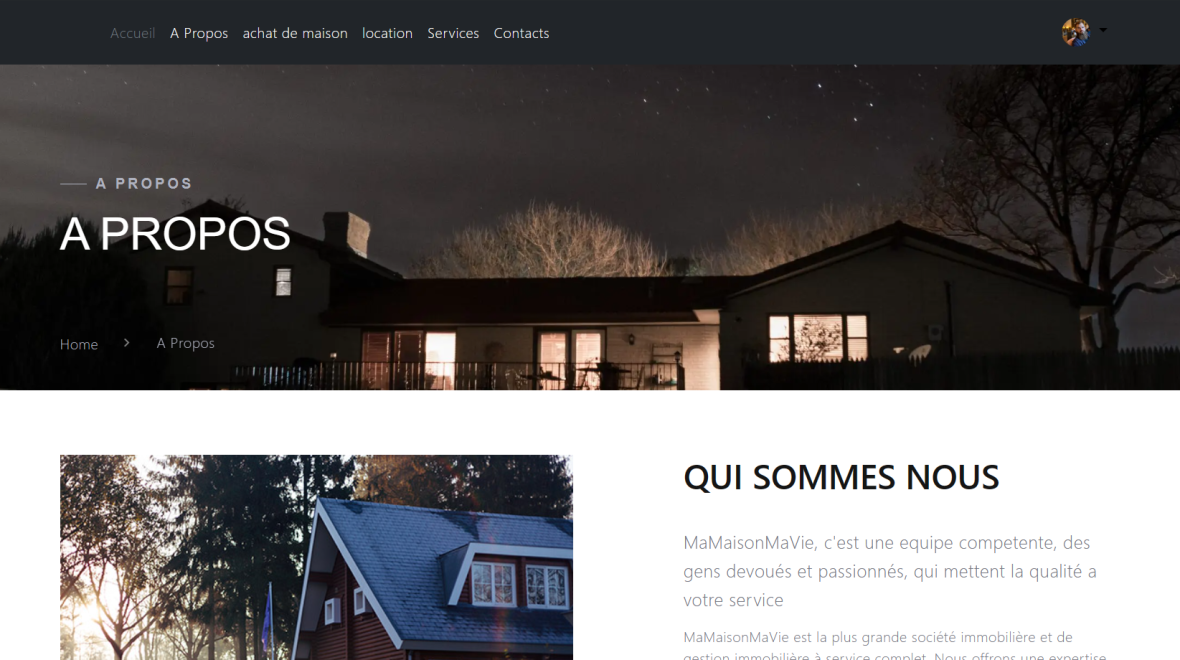 Accueil A Propos achat de maison location Services Contacts
A PROPOS
A PROPOS
Home > A Propos
QUI SOMMES NOUS
MaMaisonMaVie, c'est une equipe competente, des
gens devoués et passionnés, qui mettent la qualité a
votre service
MaMaisonMaVie est la plus grande société immobilière et de
gestion immobilière à service complet. Nous offrons une expertise